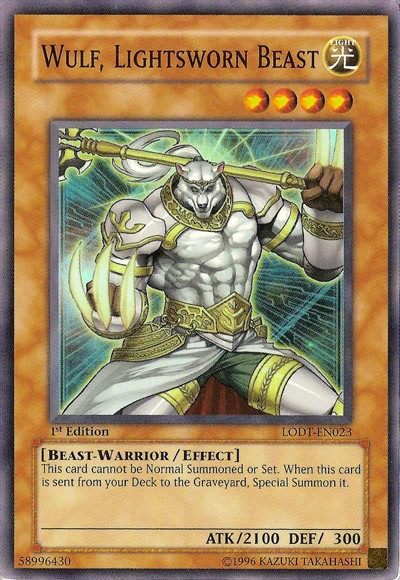 WULF, LIGHTSWORN BEAST
LIGHT
光
1st Edition
LODT-EN023
[BEAST-WARRIOR / EFFECT]
This card cannot be Normal Summoned or Set. When this card
is sent from your Deck to the Graveyard, Special Summon it.
ATK/2100 DEF/ 300
58996430
©1996 KAZUKI TAKAHASHI